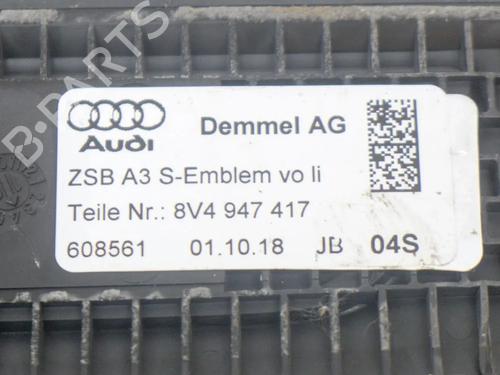 B-PARTS
Audi
Demmel AG
ZSB A3 S-Emblem vo li
Teile Nr.: 8V4 947 417
608561 01.10.18 JB 04S